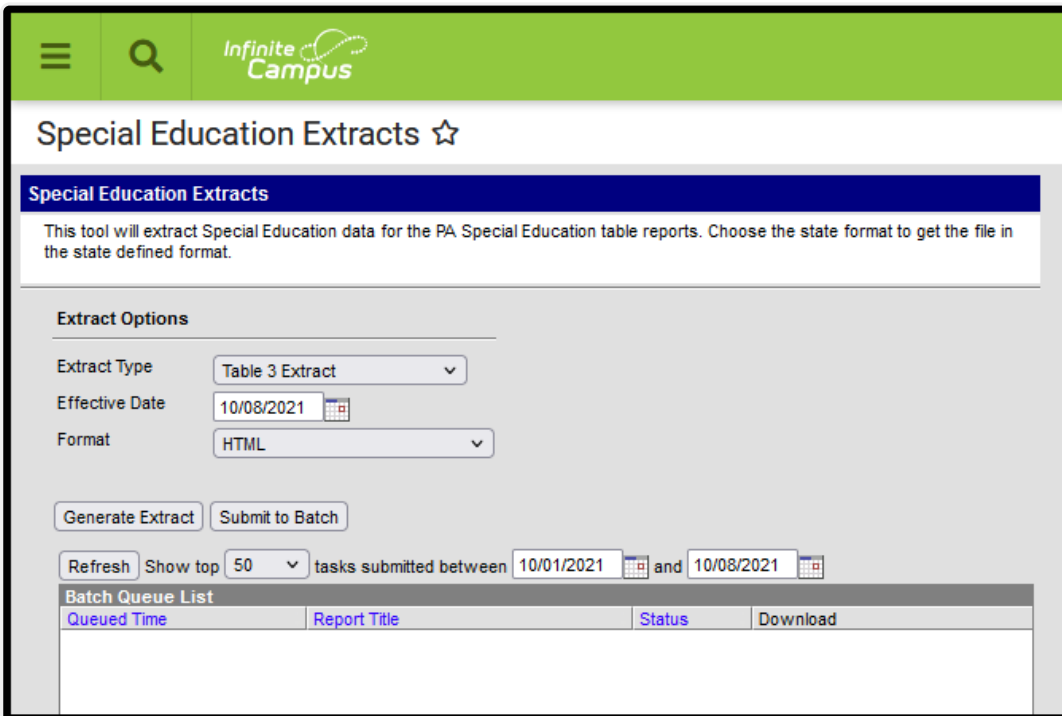 Infinite
Campus
Special Education Extracts
Special Education Extracts
This tool will extract Special Education data for the PA Special Education table reports. Choose the state format to get the file in
the state defined format.
Extract Options
Extract Type Table 3 Extract
Effective Date 10/08/2021
Format HTML
Generate Extract Submit to Batch
Refresh Show top 50 tasks submitted between 10/01/2021 and 10/08/2021
Batch Queue List
Queued Time Report Title Status Download